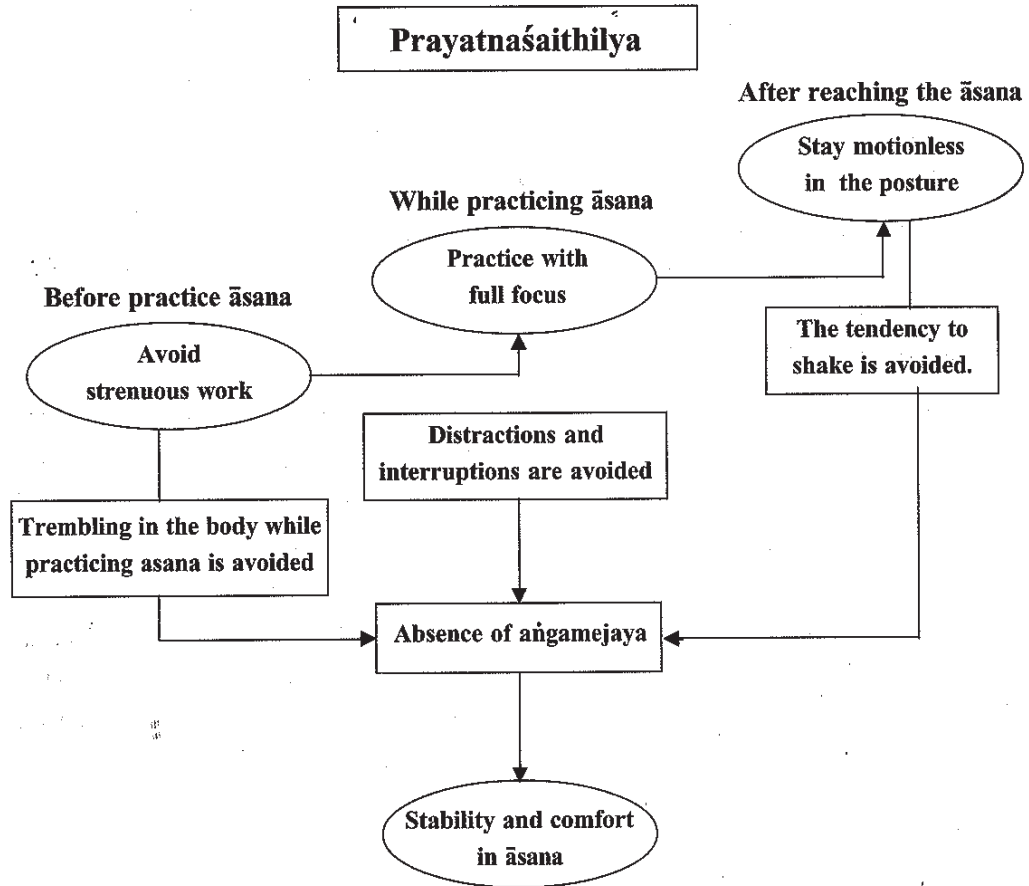 Prayatnaśaithilya
After reaching the āsana
Stay motionless
in the posture
While practicing āsana
Practice with
full focus
Before practice āsana
Avoid
strenuous work
The tendency to
shake is avoided.
Distractions and
interruptions are avoided
Trembling in the body while
practicing asana is avoided
Absence of aṅgamejaya
Stability and comfort
in āsana